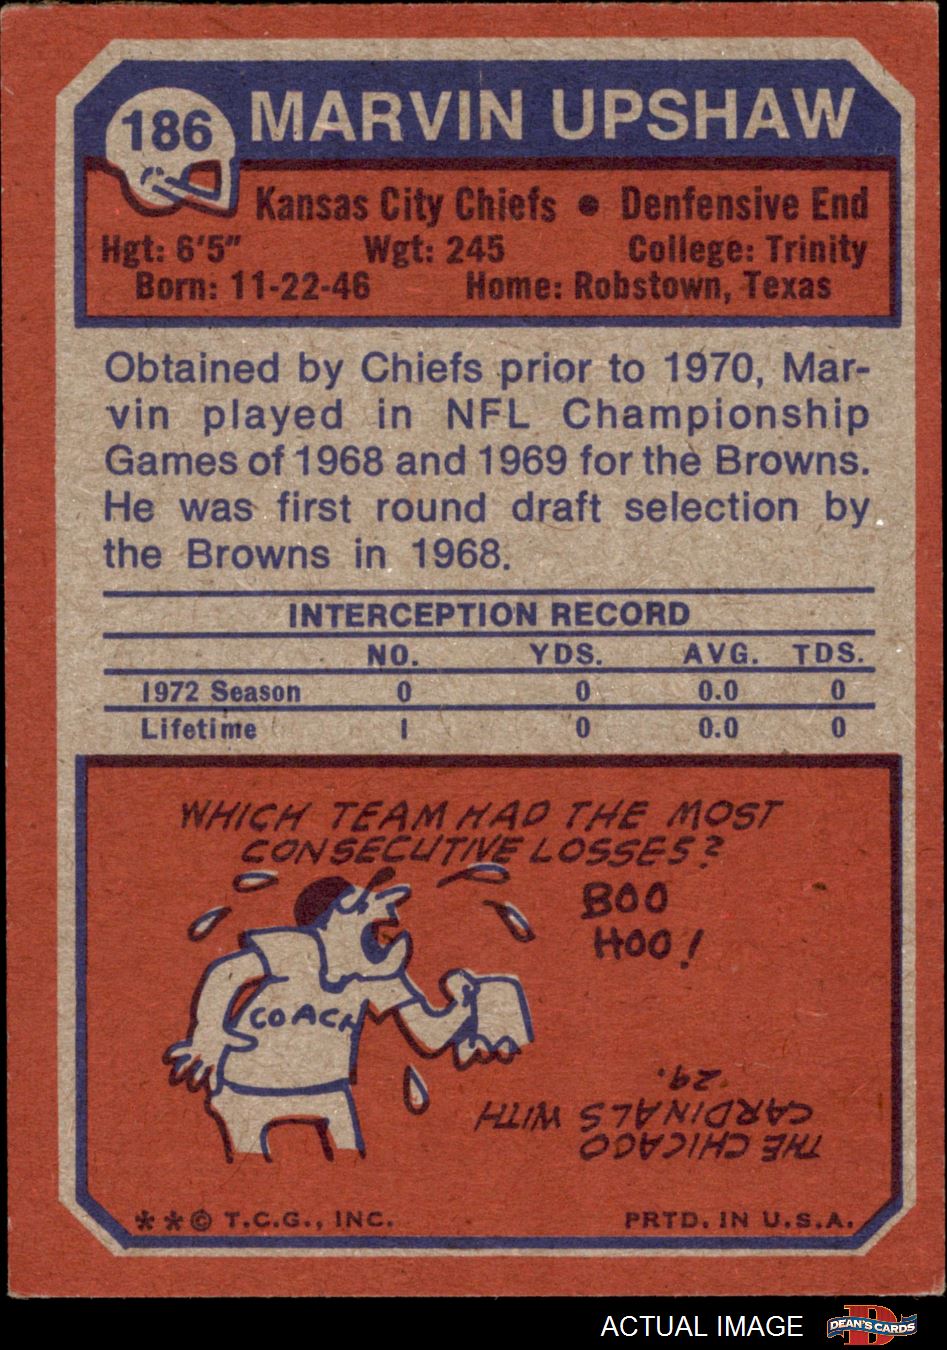 186
MARVIN UPSHAW
Kansas City Chiefs • Denfensive End
Hgt: 6'5" Wgt: 245 College: Trinity
Born: 11-22-46 Home: Robstown, Texas
Obtained by Chiefs prior to 1970, Mar-
vin played in NFL Championship
Games of 1968 and 1969 for the Browns.
He was first round draft selection by
the Browns in 1968.
INTERCEPTION RECORD
NO. YDS. AVG. TDS.
1972 Season 0 0 0.0 0
Lifetime 1 0 0.0 0
WHICH TEAM HAD THE MOST
CONSECUTIVE LOSSES?
BOO
HOO!
COACH
THE CHICAGO
CARDINALS WITH
29.
**© T.C.G., INC. PRTD. IN U.S.A.
ACTUAL IMAGE
D
DEAN'S CARDS